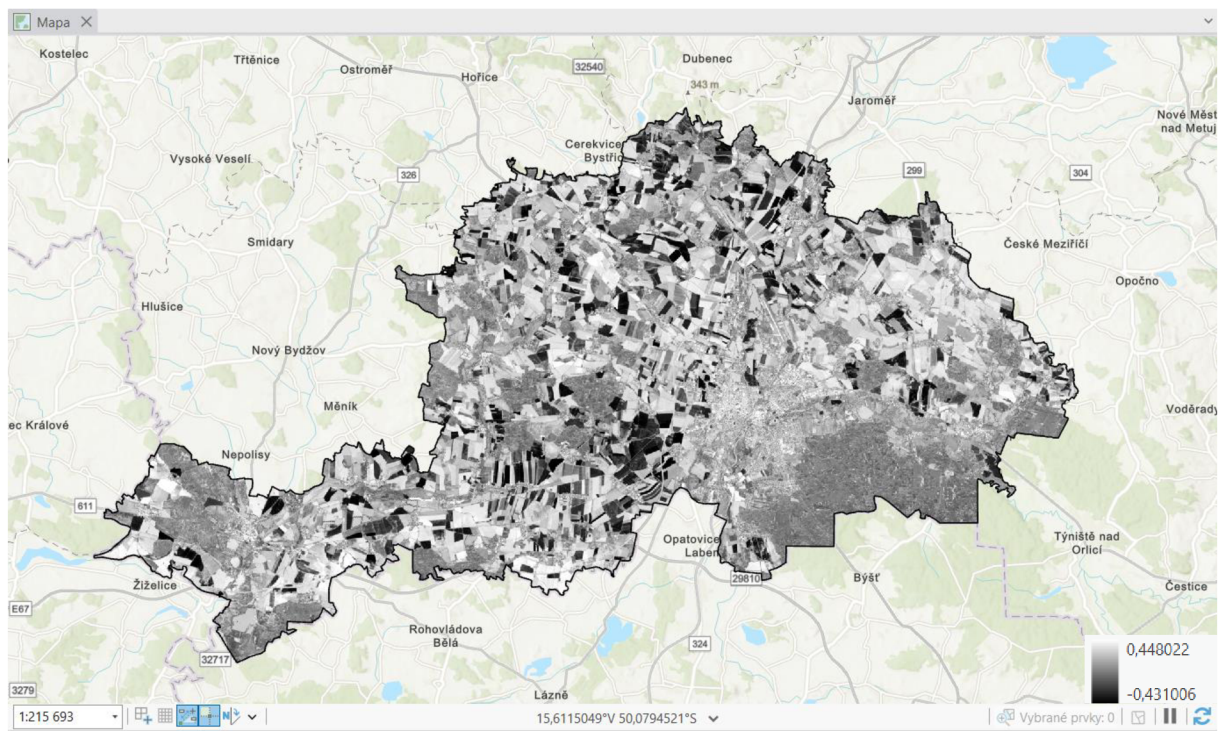 Mapa
Kostelec
Třtěnice
Ostroměř
Hořice
32540
Dubenec
343 m
Jaroměř
Nové Měst
nad Metuj
Cerekvice
Bystřic
Vysoké Veselí
326
299
304
Smidary
České Meziříčí
Opočno
Hlušice
Nový Bydžov
Měník
Voděrady
ec Králové
Nepolisy
611
Opatovice
Laben
Týniště nad
Orlicí
29810
Býšť
Žiželice
Čestice
E67
Rohovládova
Bělá
324
32717
0,448022
-0,431006
3279
Lázně
1:215 693
N
15,6115049°V 50,0794521°S
Vybrané prvky: 0